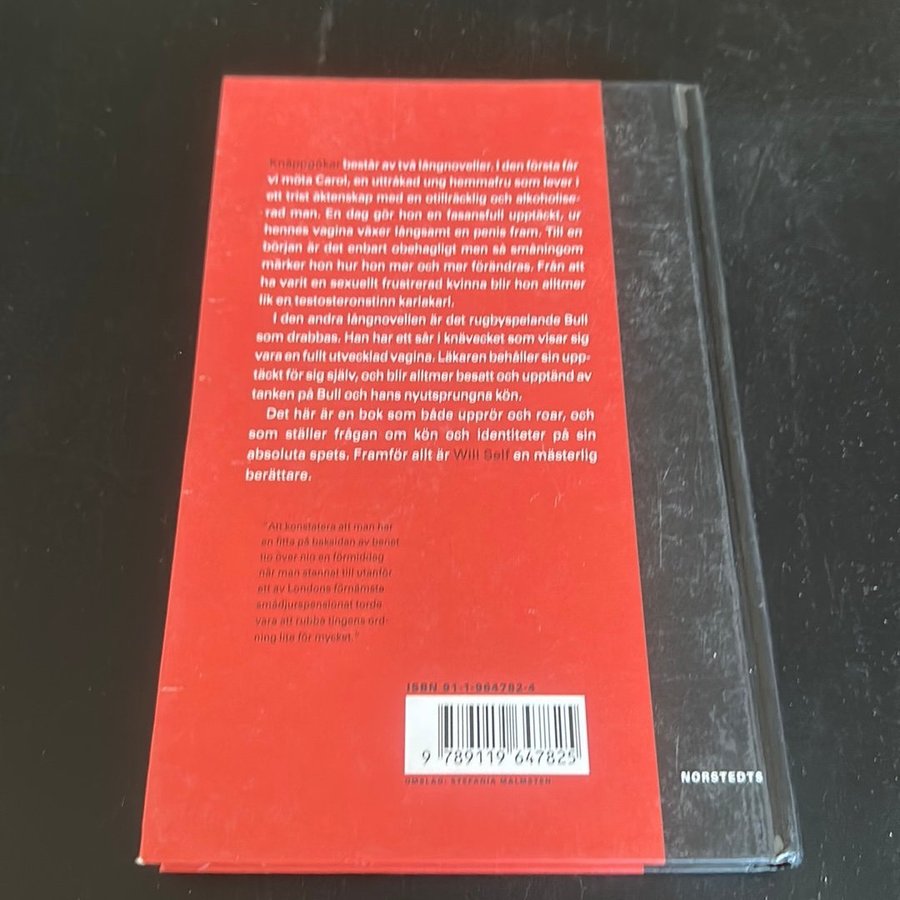 Knäppgökar består av två långnoveller. I den första får
vi möta Carol, en uttråkad ung hemmafru som lever i
ett trist äktenskap med en otillräcklig och alkoholise-
rad man. En dag gör hon en fasansfull upptäckt, ur
hennes vagina växer långsamt en penis fram. Till en
början är det enbart obehagligt men så småningom
märker hon hur hon mer och mer förändras. Från att
ha varit en sexuellt frustrerad kvinna blir hon alltmer
lik en testosteronstinn karlakarl.
I den andra långnovellen är det rugbyspelande Bull
som drabbas. Han har ett sår i knävecket som visar sig
vara en fullt utvecklad vagina. Läkaren behåller sin upp-
täckt för sig själv, och blir alltmer besatt och upptänd av
tanken på Bull och hans nyutsprungna kön.
Det här är en bok som både upprör och roar, och
som ställer frågan om kön och identiteter på sin
absoluta spets. Framför allt är Will Self en mästerlig
berättare.
"Att konstatera att man har
en fitta på baksidan av benet
tio över nio en förmiddag
när man stannat till utanför
ett av Londons förnämsta
smådjurspensionat torde
vara att rubba tingens ord-
ning lite för mycket."
ISBN 91-1-964782-4
9 789119 647825
OMSLAG: STEFANIA MALMSTEN
NORSTEDTS